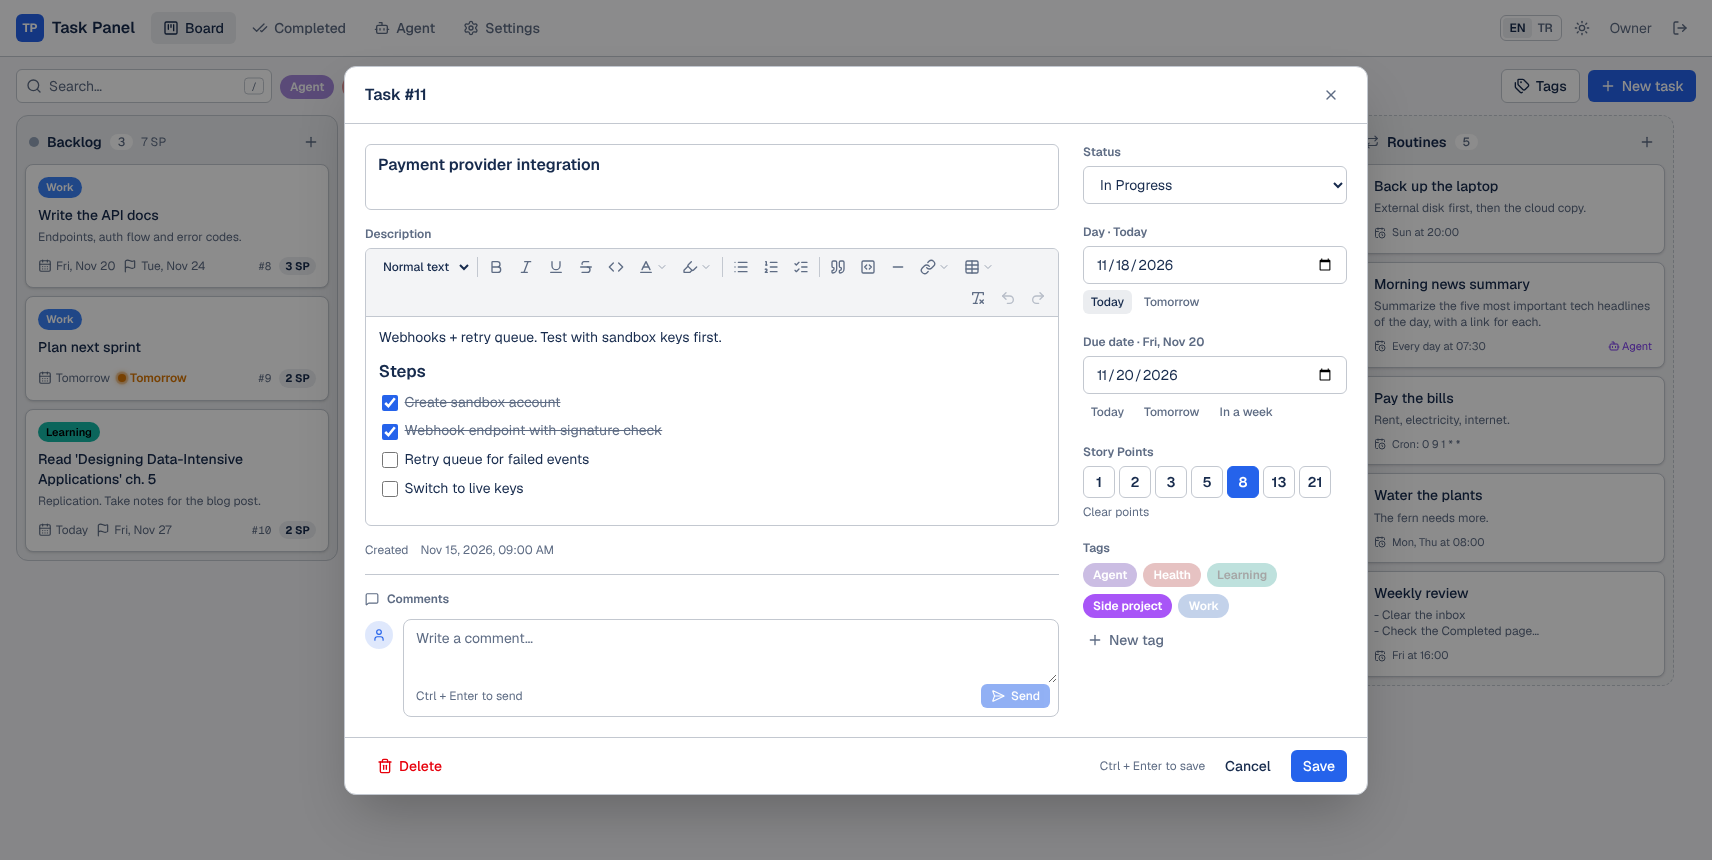 TP Task Panel Board Completed Agent Settings EN TR Owner
Search... / Agent Tags New task
Task #11
Backlog 3 7 SP
Work
Write the API docs
Endpoints, auth flow and error codes.
Fri, Nov 20 Tue, Nov 24 #8 3 SP
Work
Plan next sprint
Tomorrow Tomorrow #9 2 SP
Learning
Read 'Designing Data-Intensive
Applications' ch. 5
Replication. Take notes for the blog post.
Today Fri, Nov 27 #10 2 SP
Payment provider integration
Description
Normal text
Webhooks + retry queue. Test with sandbox keys first.
Steps
Create sandbox account
Webhook endpoint with signature check
Retry queue for failed events
Switch to live keys
Created Nov 15, 2026, 09:00 AM
Comments
Write a comment...
Ctrl + Enter to send Send
Status
In Progress
Day · Today
11/18/2026
Today Tomorrow
Due date · Fri, Nov 20
11/20/2026
Today Tomorrow In a week
Story Points
1 2 3 5 8 13 21
Clear points
Tags
Agent Health Learning
Side project Work
New tag
Delete Ctrl + Enter to save Cancel Save
Routines 5
Back up the laptop
External disk first, then the cloud copy.
Sun at 20:00
Morning news summary
Summarize the five most important tech headlines
of the day, with a link for each.
Every day at 07:30 Agent
Pay the bills
Rent, electricity, internet.
Cron: 0 9 1 * *
Water the plants
The fern needs more.
Mon, Thu at 08:00
Weekly review
- Clear the inbox
- Check the Completed page...
Fri at 16:00